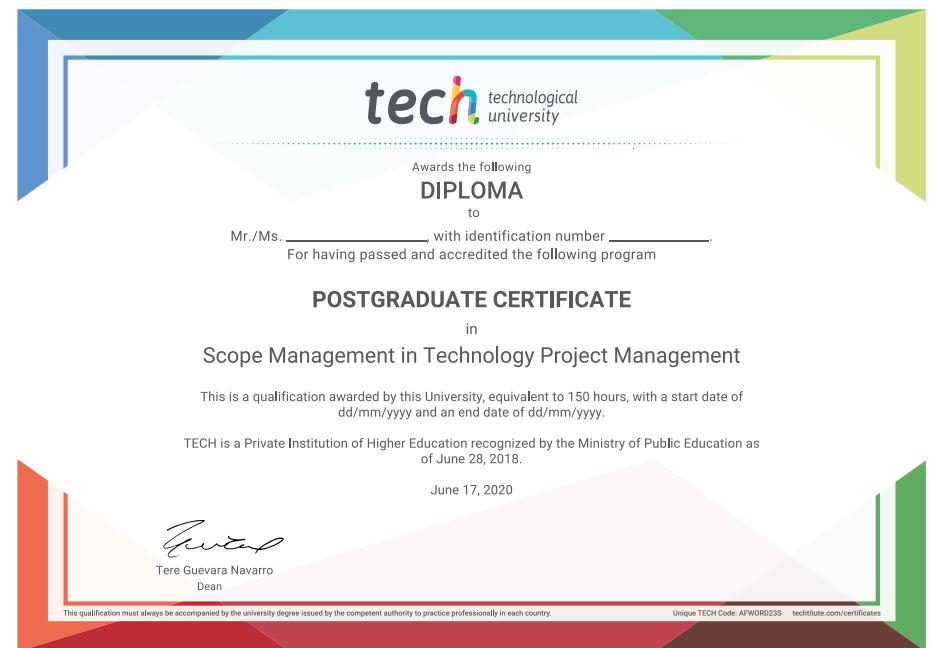 tech technological
university
Awards the following
DIPLOMA
to
Mr./Ms. ____________________, with identification number ______________.
For having passed and accredited the following program
POSTGRADUATE CERTIFICATE
in
Scope Management in Technology Project Management
This is a qualification awarded by this University, equivalent to 150 hours, with a start date of
dd/mm/yyyy and an end date of dd/mm/yyyy.
TECH is a Private Institution of Higher Education recognized by the Ministry of Public Education as
of June 28, 2018.
June 17, 2020
Tere Guevara Navarro
Dean
This qualification must always be accompanied by the university degree issued by the competent authority to practice professionally in each country.
Unique TECH Code: AFWORD23S techtitute.com/certificates